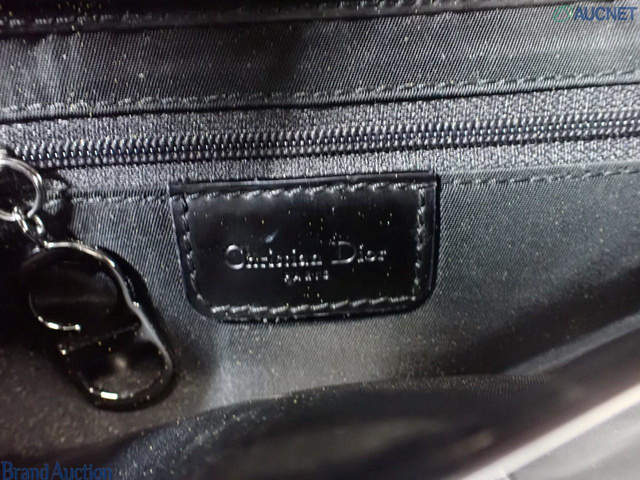 AUCNET
Christian Dior
PARIS
Brand Auction